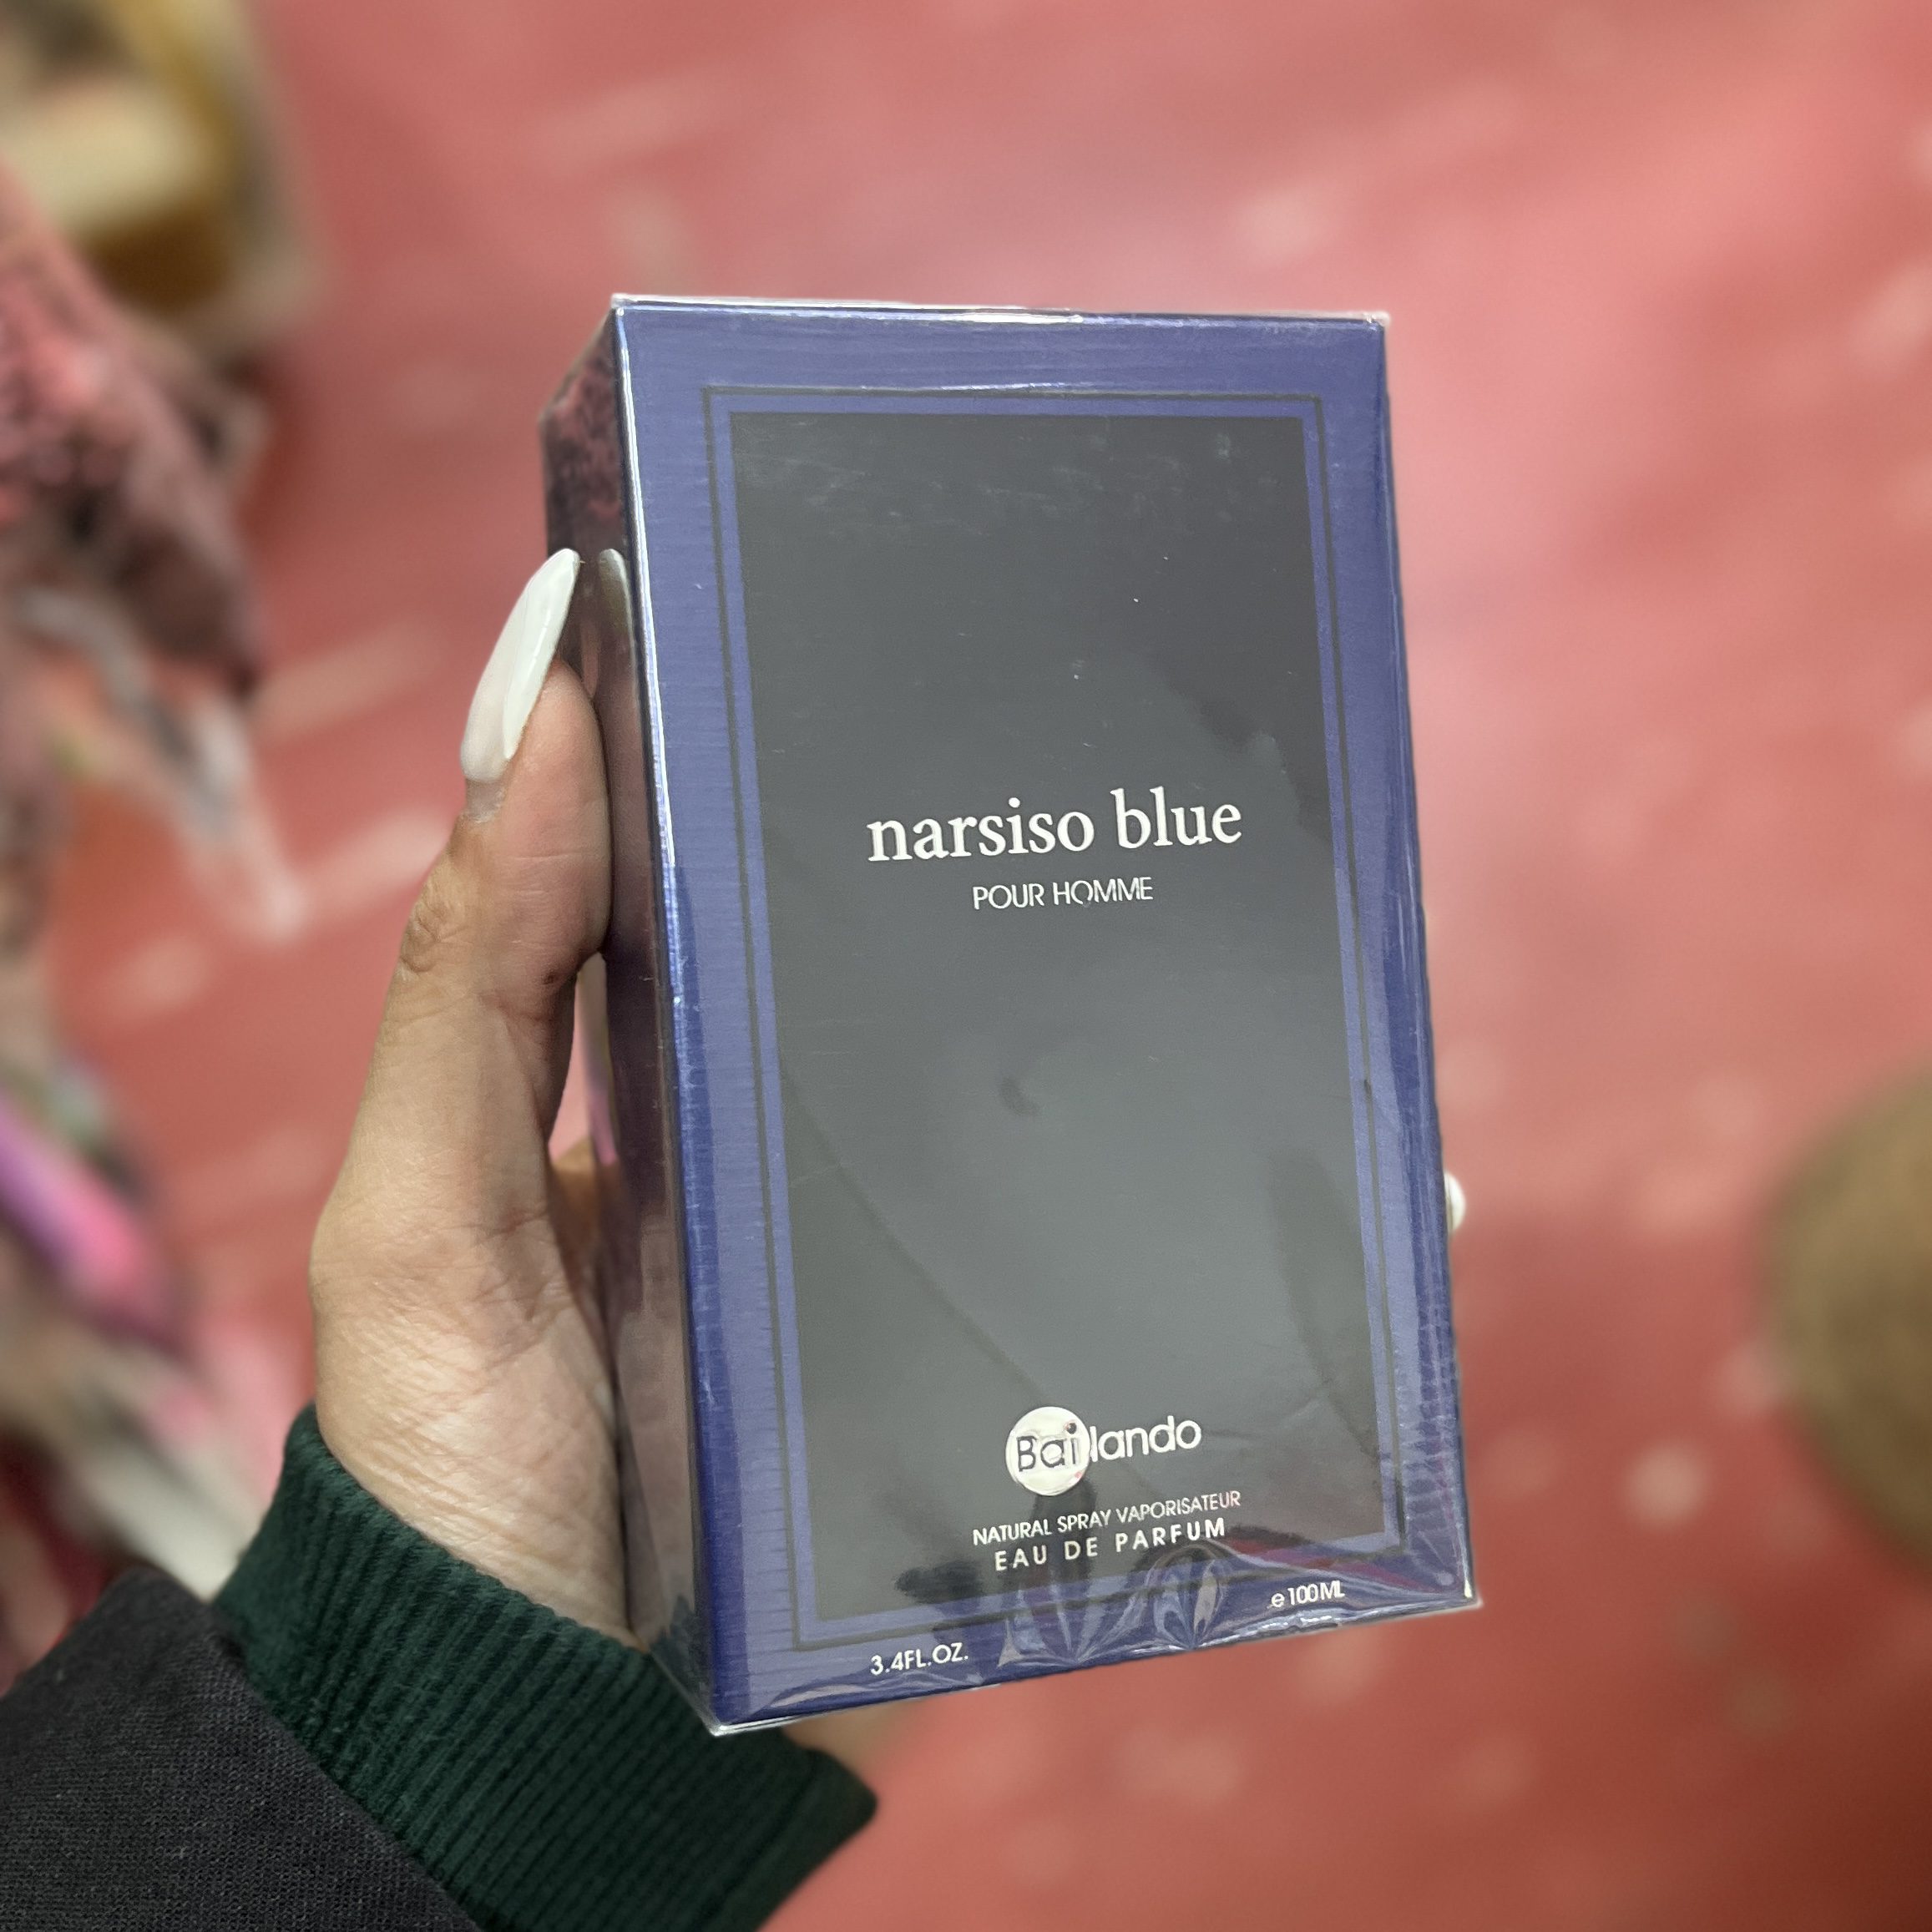 narsiso blue
POUR HOMME
Bailando
NATURAL SPRAY VAPORISATEUR
EAU DE PARFUM
3.4FL.OZ.
e100ML